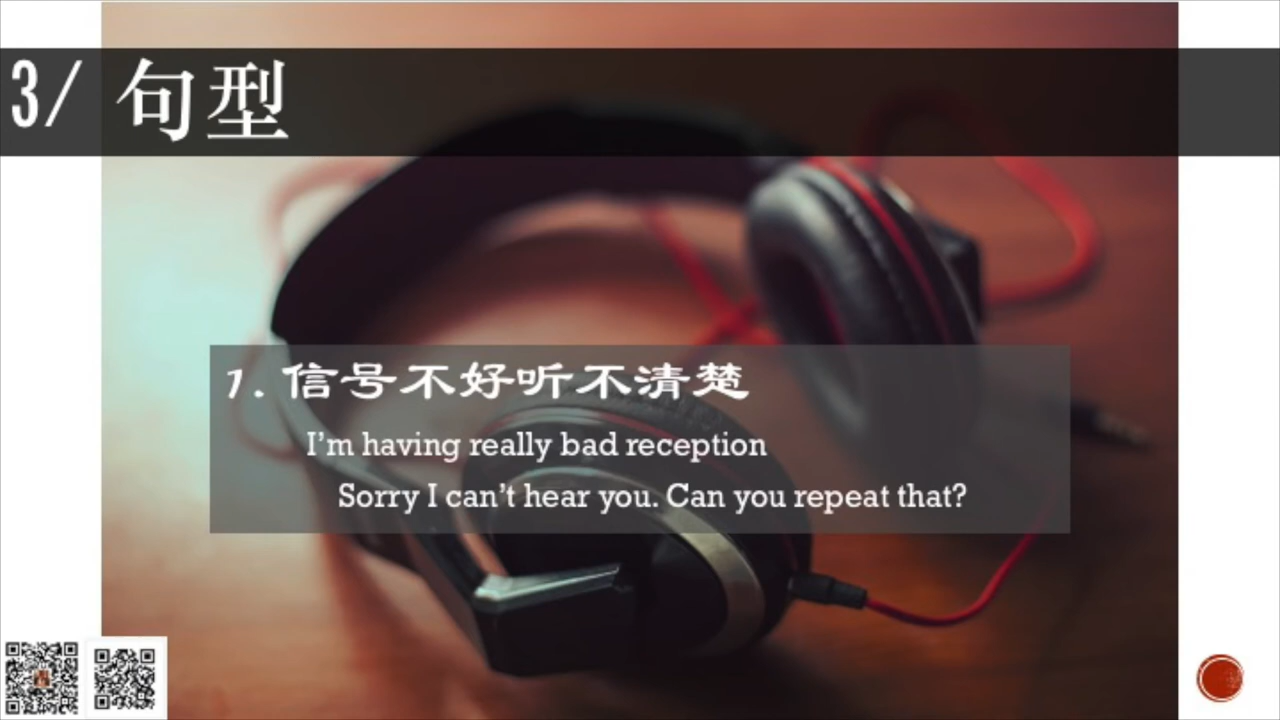 3/ 句型
1. 信号不好听不清楚
I’m having really bad reception
Sorry I can’t hear you. Can you repeat that?